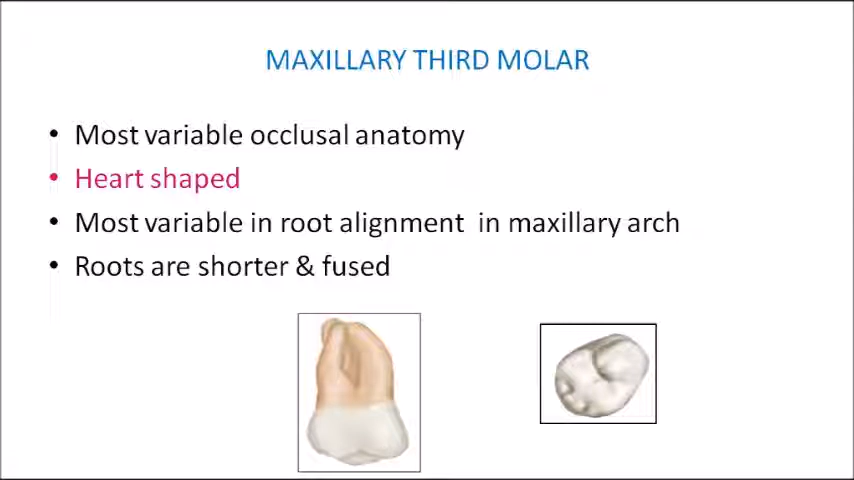 MAXILLARY THIRD MOLAR
• Most variable occlusal anatomy
• Heart shaped
• Most variable in root alignment in maxillary arch
• Roots are shorter & fused